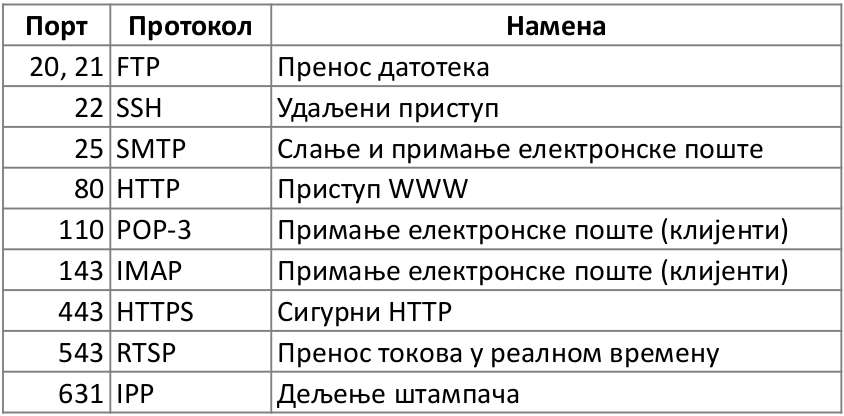 Порт Протокол Намена
20, 21 FTP Пренос датотека
22 SSH Удаљени приступ
25 SMTP Слање и примање електронске поште
80 HTTP Приступ WWW
110 POP-3 Примање електронске поште (клијенти)
143 IMAP Примање електронске поште (клијенти)
443 HTTPS Сигурни HTTP
543 RTSP Пренос токова у реалном времену
631 IPP Дељење штампача